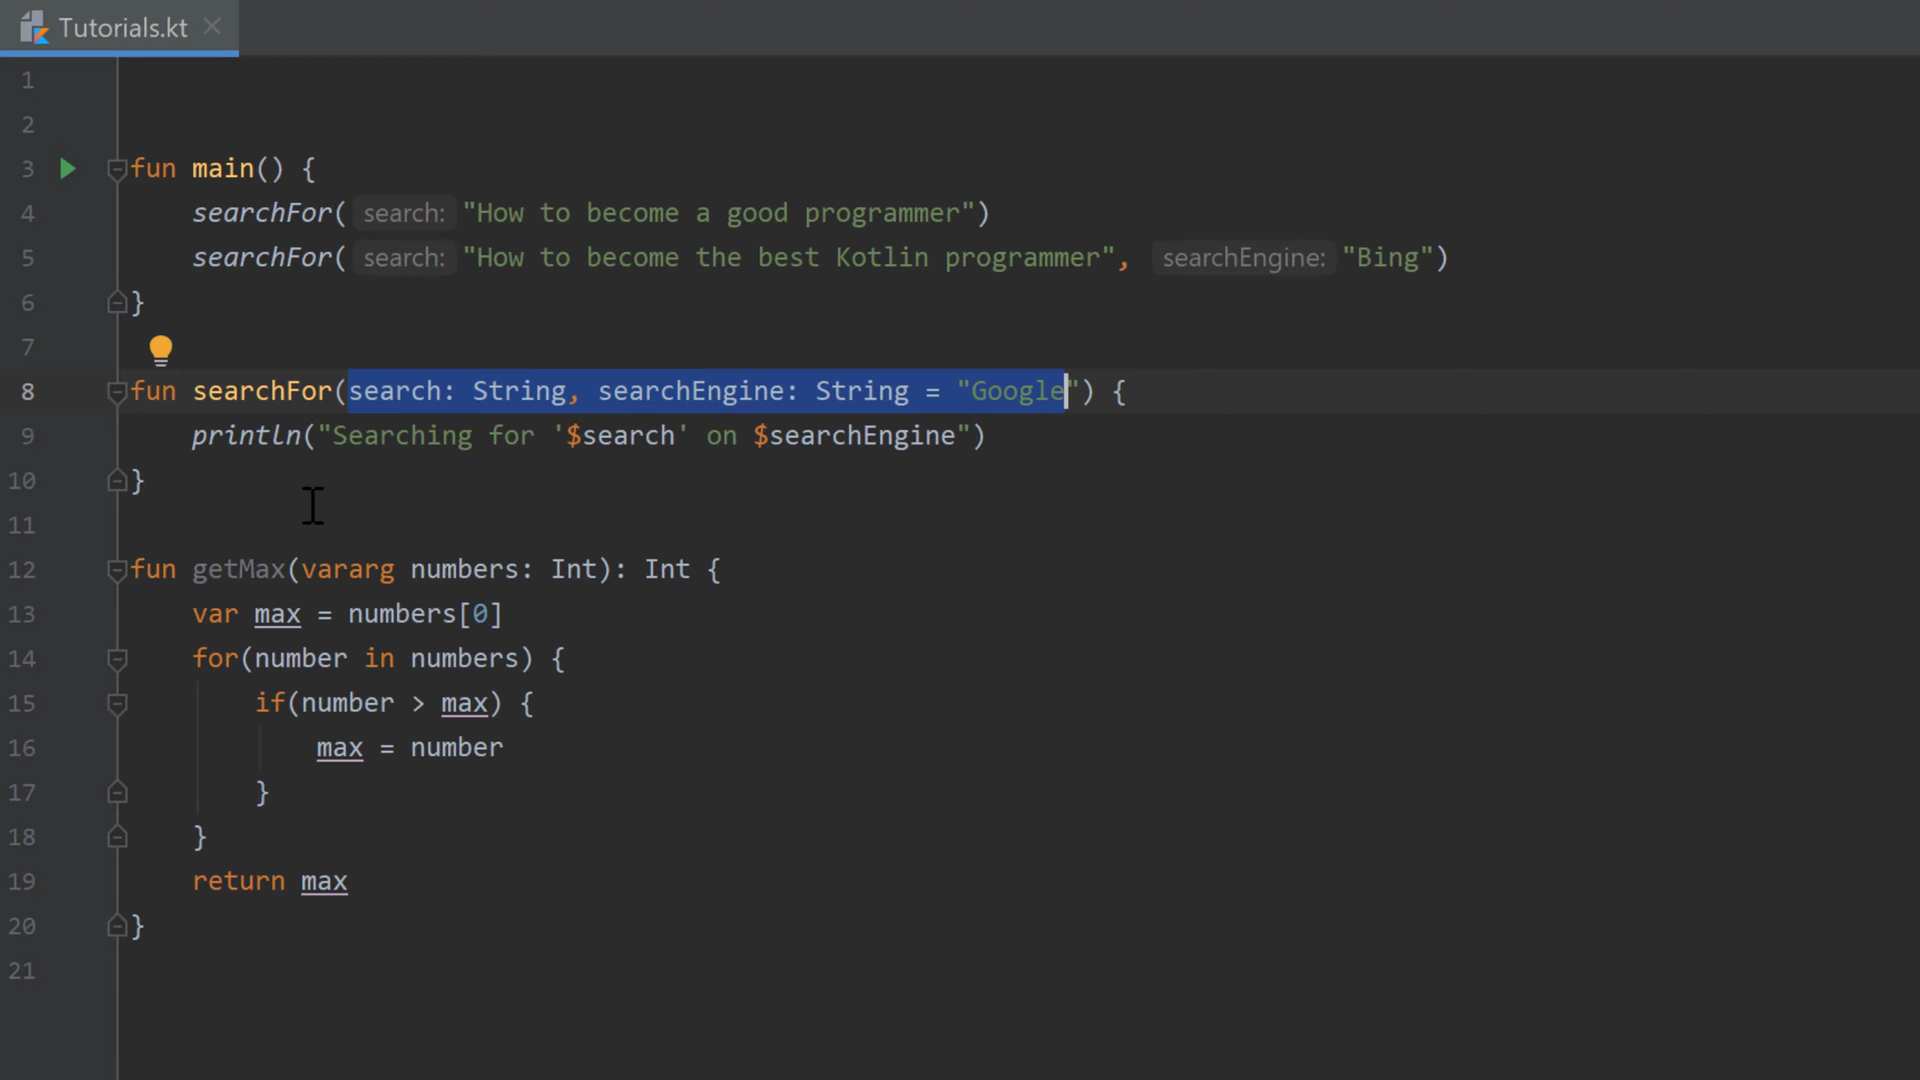 Tutorials.kt
1
2
3 fun main() {
4 searchFor( search: "How to become a good programmer")
5 searchFor( search: "How to become the best Kotlin programmer", searchEngine: "Bing")
6 }
7
8 fun searchFor(search: String, searchEngine: String = "Google") {
9 println("Searching for '$search' on $searchEngine")
10 }
11
12 fun getMax(vararg numbers: Int): Int {
13 var max = numbers[0]
14 for(number in numbers) {
15 if(number > max) {
16 max = number
17 }
18 }
19 return max
20 }
21